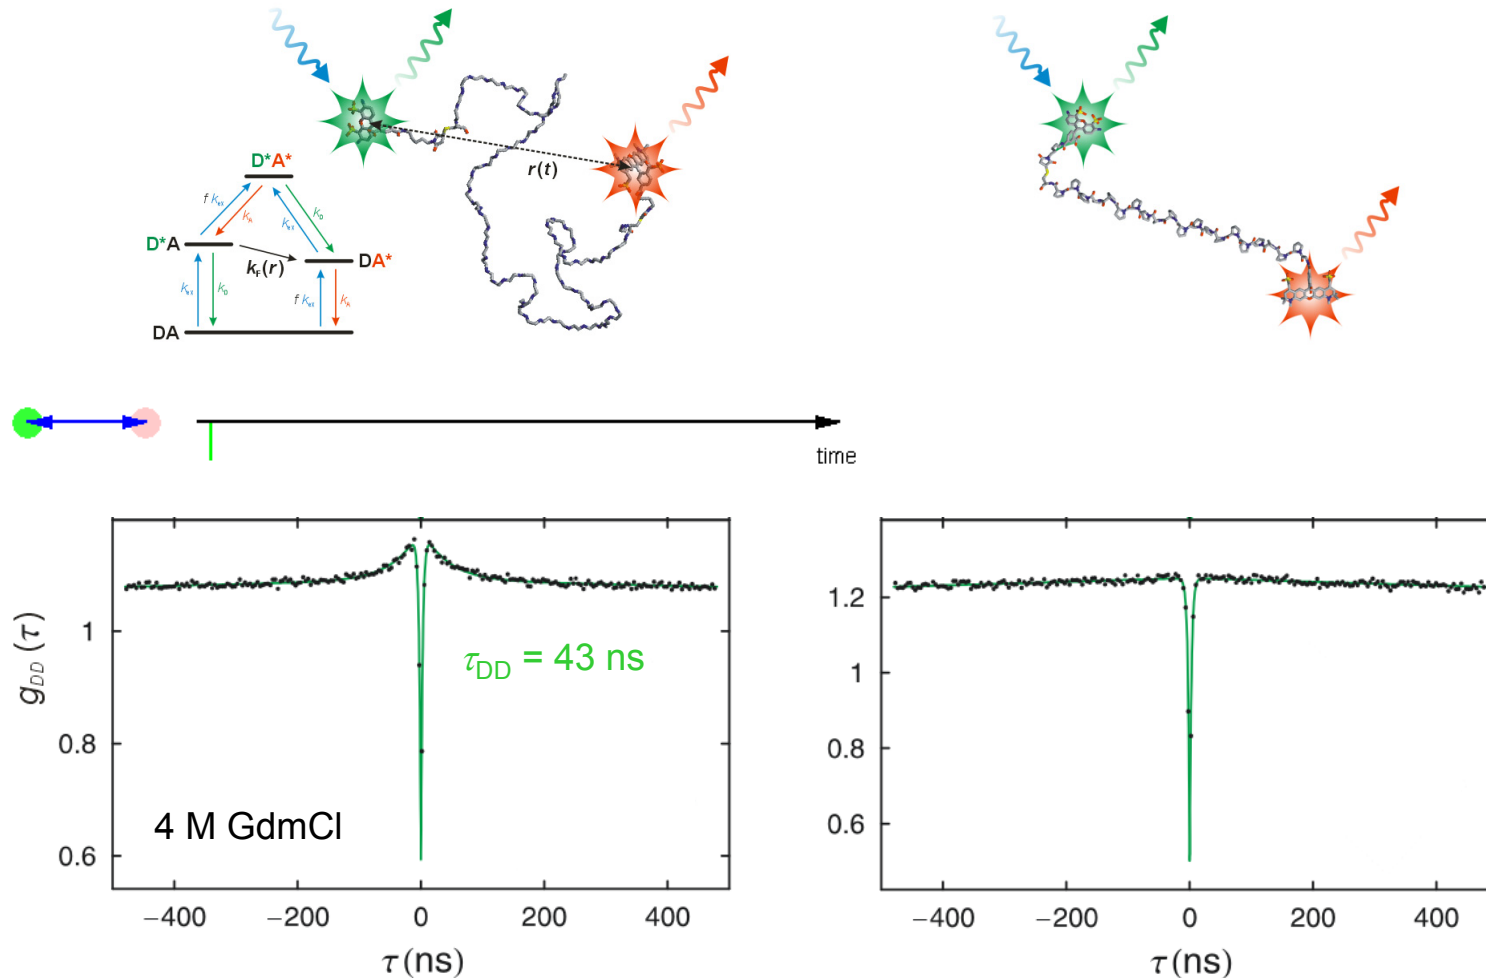 D*A*
f kex
kA
kex
kD
D*A
kF(r)
DA*
kex
kD
f kex
kA
DA
r(t)
time
gDD (τ)
1
0.8
0.6
τDD = 43 ns
4 M GdmCl
−400
−200
0
200
400
τ (ns)
1.2
1
0.8
0.6
−400
−200
0
200
400
τ (ns)